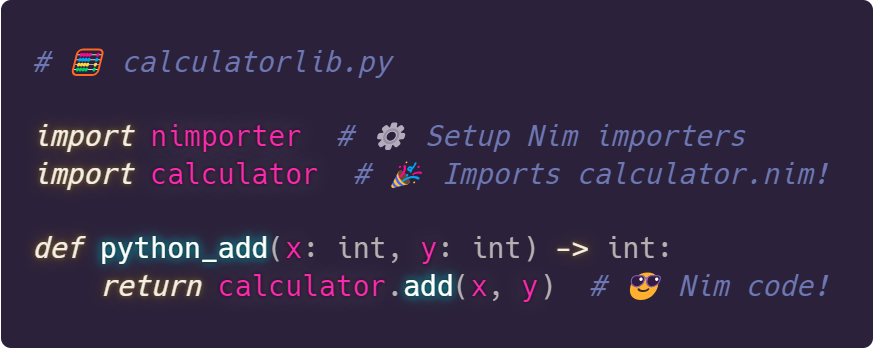 # 🧮 calculatorlib.py
import nimporter  # ⚙️ Setup Nim importers
import calculator  # 🎉 Imports calculator.nim!
def python_add(x: int, y: int) -> int:
    return calculator.add(x, y)  # 😎 Nim code!